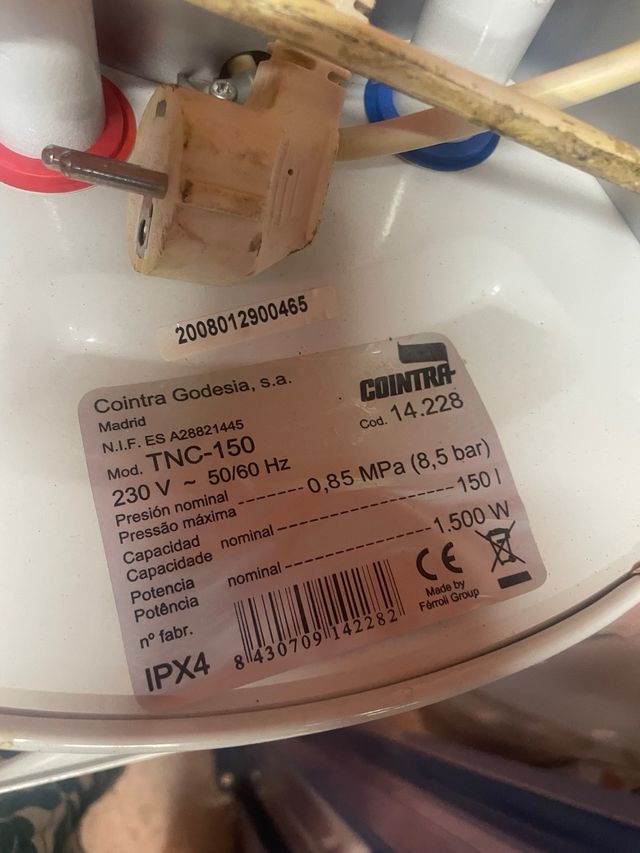 2008012900465
Cointra Godesia, s.a.
Madrid
N.I.F. ES A28821445
COINTRA
Cod. 14.228
Mod. TNC-150
230 V ~ 50/60 Hz
Presión nominal
Pressão máxima -------- 0,85 MPa (8,5 bar)
Capacidad
Capacidade nominal ---------------------- 150 l
Potencia
Potência nominal ------------------ 1.500 W
nº fabr.
CE
Made by
Férroli Group
IPX4
8 430709 142282